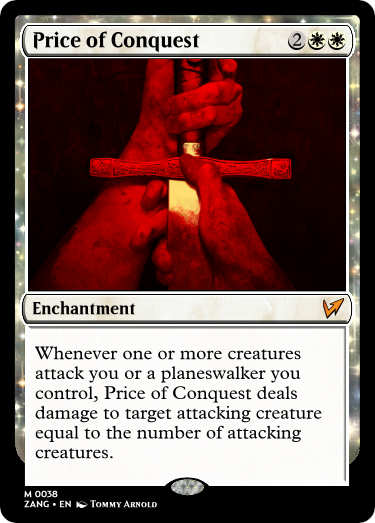 Price of Conquest 2
Enchantment
Whenever one or more creatures
attack you or a planeswalker you
control, Price of Conquest deals
damage to target attacking creature
equal to the number of attacking
creatures.
M 0038
ZANG • EN Tommy Arnold